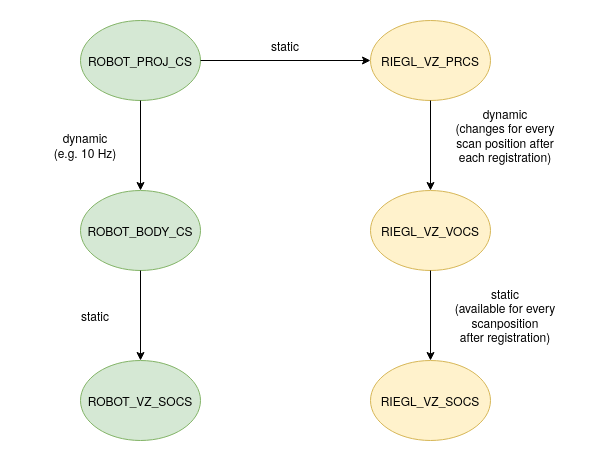 static
ROBOT_PROJ_CS
RIEGL_VZ_PRCS
dynamic
(e.g. 10 Hz)
dynamic
(changes for every
scan position after
each registration)
ROBOT_BODY_CS
RIEGL_VZ_VOCS
static
static
(available for every
scanposition
after registration)
ROBOT_VZ_SOCS
RIEGL_VZ_SOCS